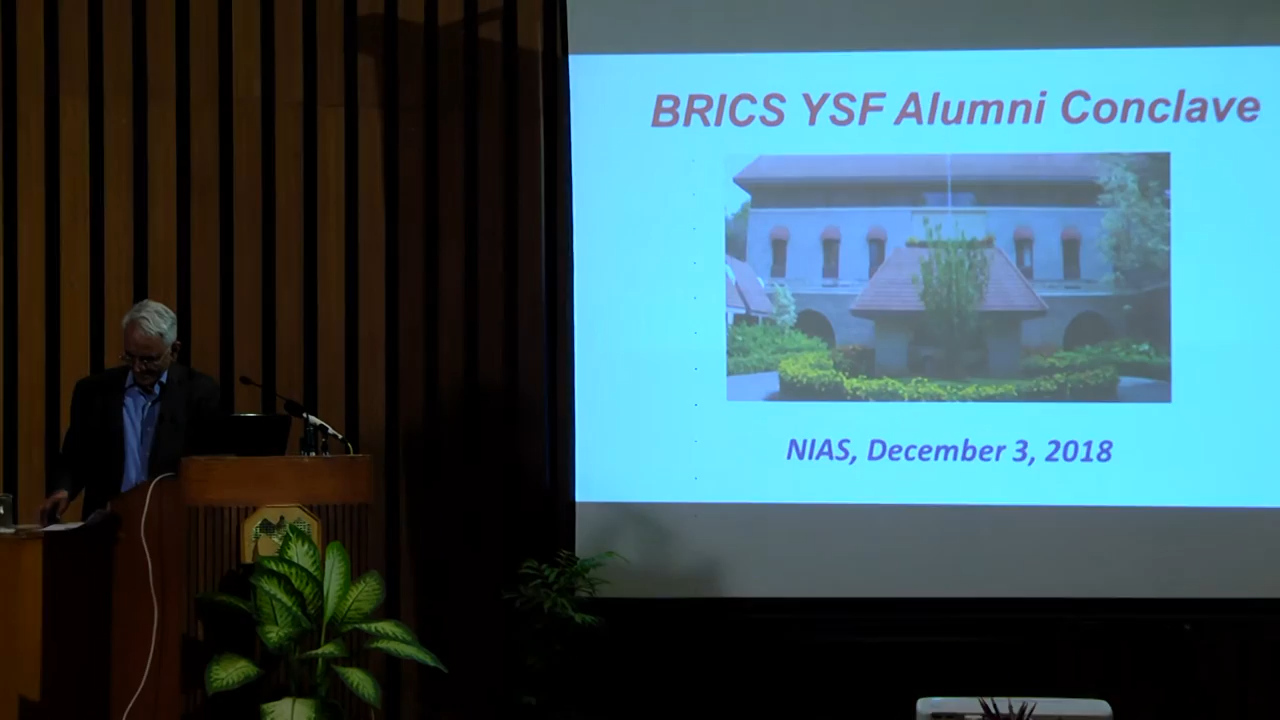 BRICS YSF Alumni Conclave
NIAS, December 3, 2018